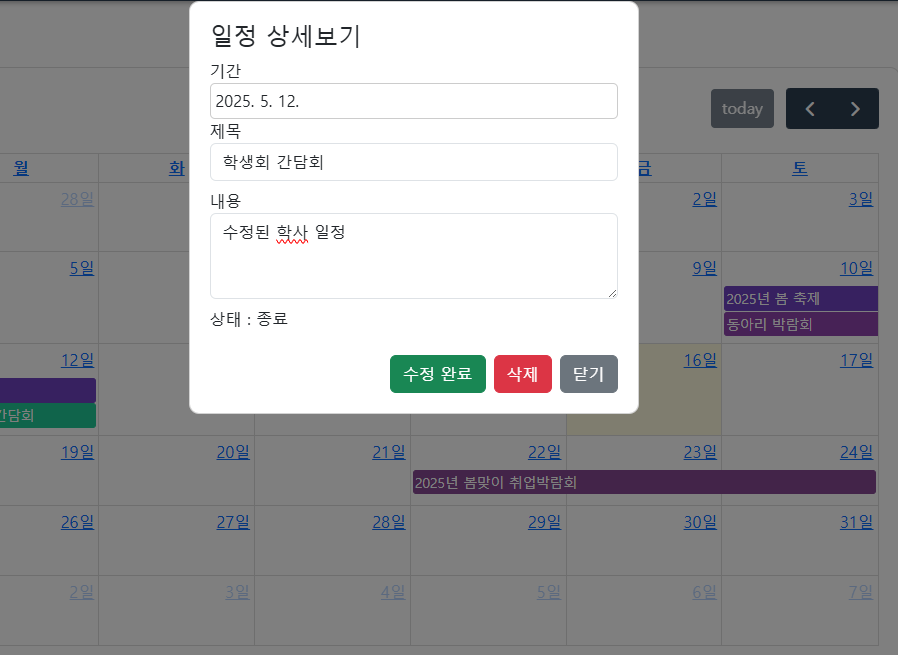 일정 상세보기
기간
2025. 5. 12.
제목
학생회 간담회
내용
수정된 학사 일정
상태 : 종료
수정 완료 삭제 닫기
today
월 화 금 토
28일 2일 3일
5일 9일 10일
2025년 봄 축제
동아리 박람회
12일 16일 17일
간담회
19일 20일 21일 22일 23일 24일
2025년 봄맞이 취업박람회
26일 27일 28일 29일 30일 31일
2일 3일 4일 5일 6일 7일